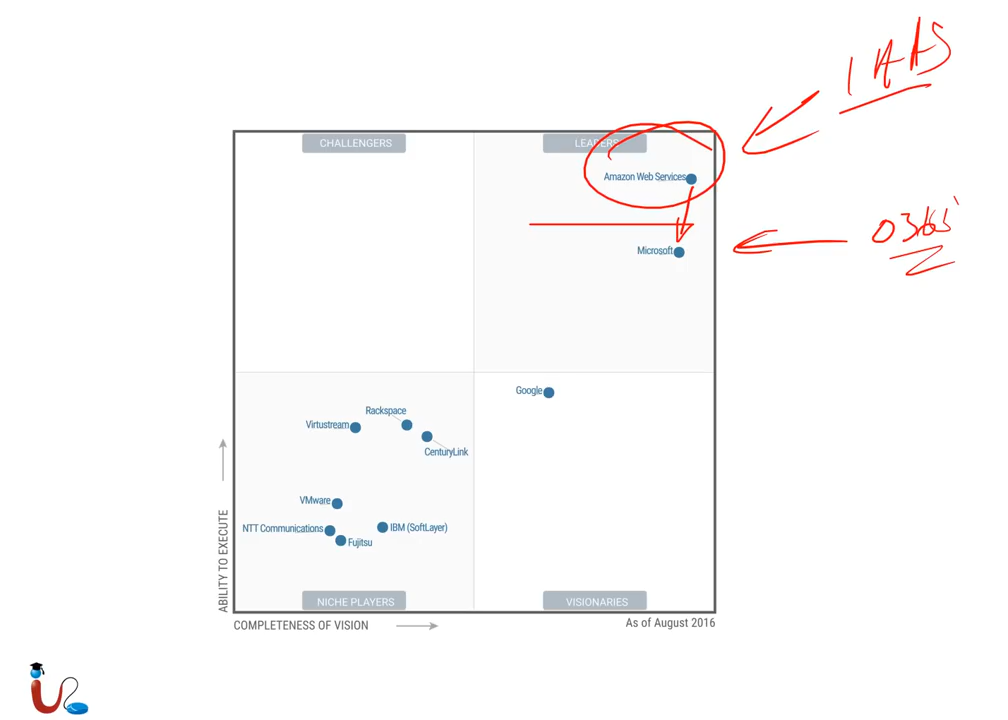 IAAS
CHALLENGERS
LEADERS
Amazon Web Services
O365
Microsoft
Google
Rackspace
Virtustream
CenturyLink
VMware
NTT Communications
IBM (SoftLayer)
Fujitsu
ABILITY TO EXECUTE
NICHE PLAYERS
VISIONARIES
COMPLETENESS OF VISION
As of August 2016